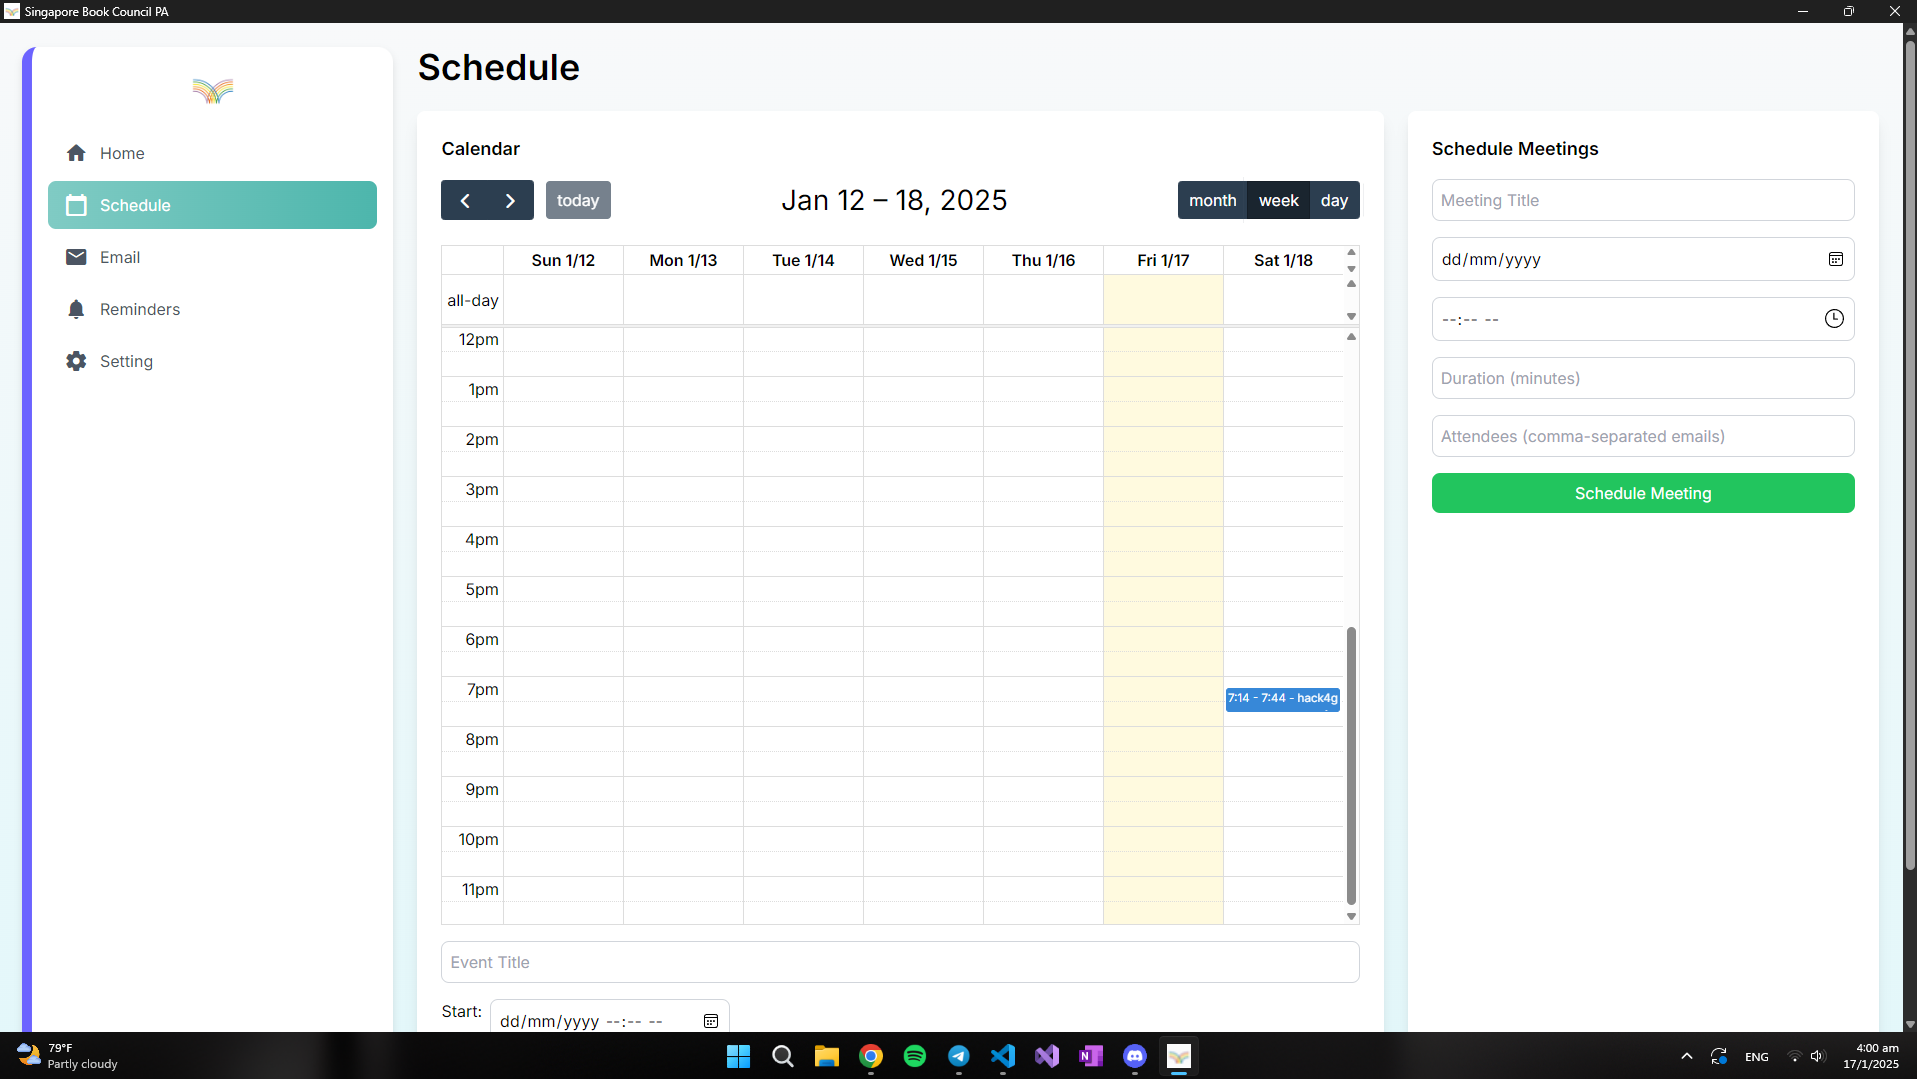 Singapore Book Council PA
Home
Schedule
Email
Reminders
Setting
Schedule
Calendar
today
Jan 12 – 18, 2025
month week day
Sun 1/12 Mon 1/13 Tue 1/14 Wed 1/15 Thu 1/16 Fri 1/17 Sat 1/18
all-day
12pm
1pm
2pm
3pm
4pm
5pm
6pm
7pm
7:14 - 7:44 - hack4g
8pm
9pm
10pm
11pm
Event Title
Start: dd/mm/yyyy --:-- --
Schedule Meetings
Meeting Title
dd/mm/yyyy
--:-- --
Duration (minutes)
Attendees (comma-separated emails)
Schedule Meeting
79°F
Partly cloudy
ENG
4:00 am
17/1/2025